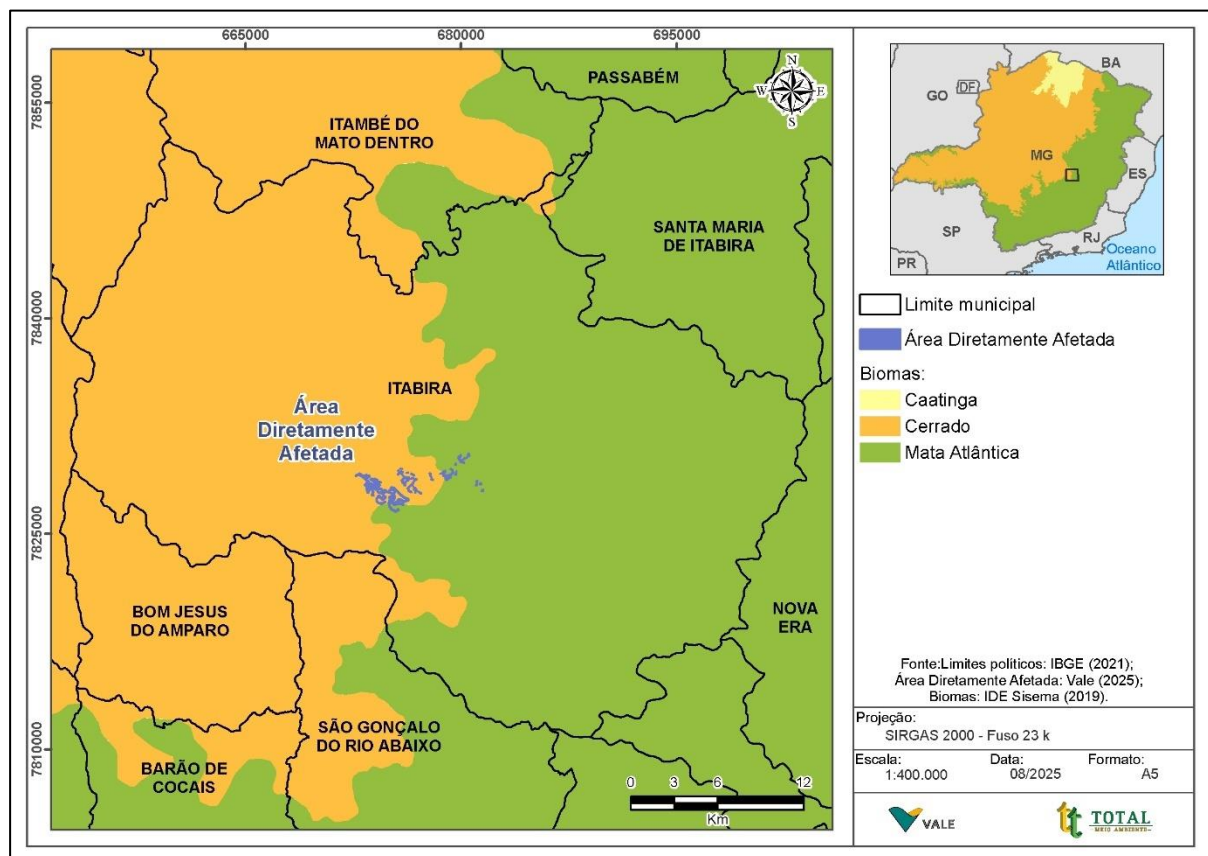 665000
680000
695000
7855000
7840000
7825000
7810000
PASSABÉM
N
W
E
S
ITAMBÉ DO
MATO DENTRO
SANTA MARIA
DE ITABIRA
ITABIRA
Área
Diretamente
Afetada
BOM JESUS
DO AMPARO
NOVA
ERA
SÃO GONÇALO
DO RIO ABAIXO
BARÃO DE
COCAIS
0 3 6 12
Km
BA
GO
DF
MG
ES
SP
RJ
PR
Oceano
Atlântico
Limite municipal
Área Diretamente Afetada
Biomas:
Caatinga
Cerrado
Mata Atlântica
Fonte:Limites politicos: IBGE (2021);
Área Diretamente Afetada: Vale (2025);
Biomas: IDE Sisema (2019).
Projeção:
SIRGAS 2000 - Fuso 23 k
Escala: Data: Formato:
1:400.000 08/2025 A5
VALE
TOTAL
MEIO AMBIENTE